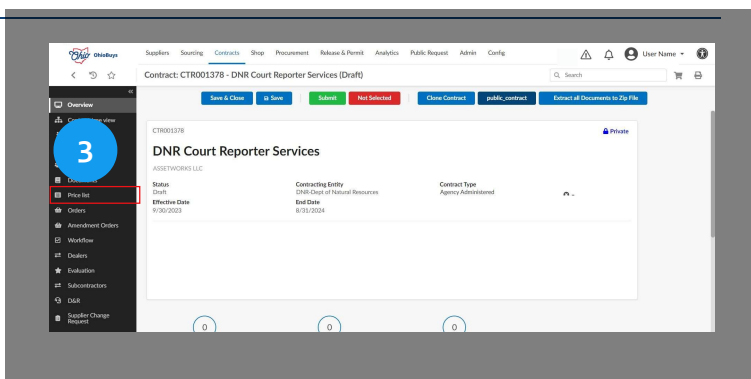 Ohio OhioBuys
Suppliers Sourcing Contracts Shop Procurement Release & Permit Analytics Public Request Admin Config
User Name
Contract: CTR001378 - DNR Court Reporter Services (Draft)
Search
Save & Close Save Submit Not Selected Clone Contract public_contract Extract all Documents to Zip File
Overview
view
3
Price list
Orders
Amendment Orders
Workflow
Dealers
Evaluation
Subcontractors
D&R
Supplier Change
Request
CTR001378
Private
DNR Court Reporter Services
ASSETWORKS LLC
Status Contracting Entity Contract Type
Draft DNR-Dept of Natural Resources Agency Administered
Effective Date End Date
9/30/2023 8/31/2024
0 0 0